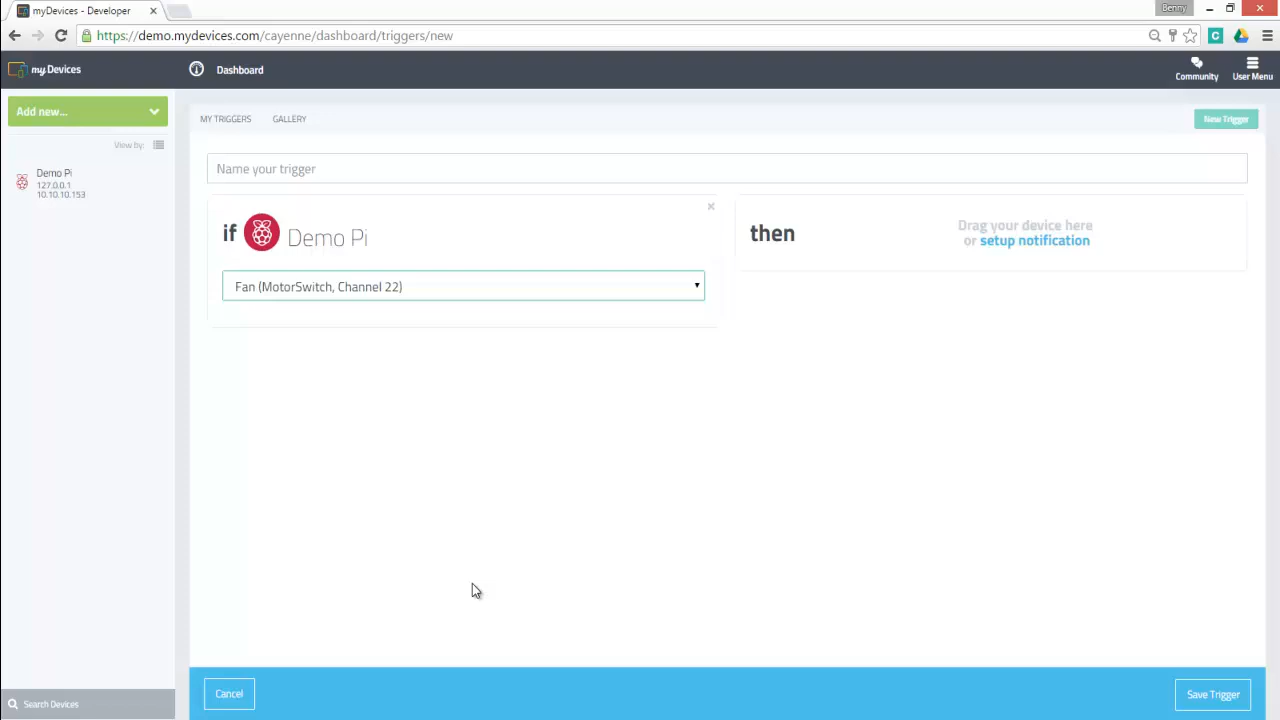 myDevices - Developer
Benny
https://demo.mydevices.com/cayenne/dashboard/triggers/new
C
myDevices
Dashboard
Community
User Menu
Add new...
View by:
Demo Pi
127.0.0.1
10.10.10.153
MY TRIGGERS
GALLERY
New Trigger
Name your trigger
if Demo Pi
Fan (MotorSwitch, Channel 22)
then
Drag your device here
or setup notification
Search Devices
Cancel
Save Trigger